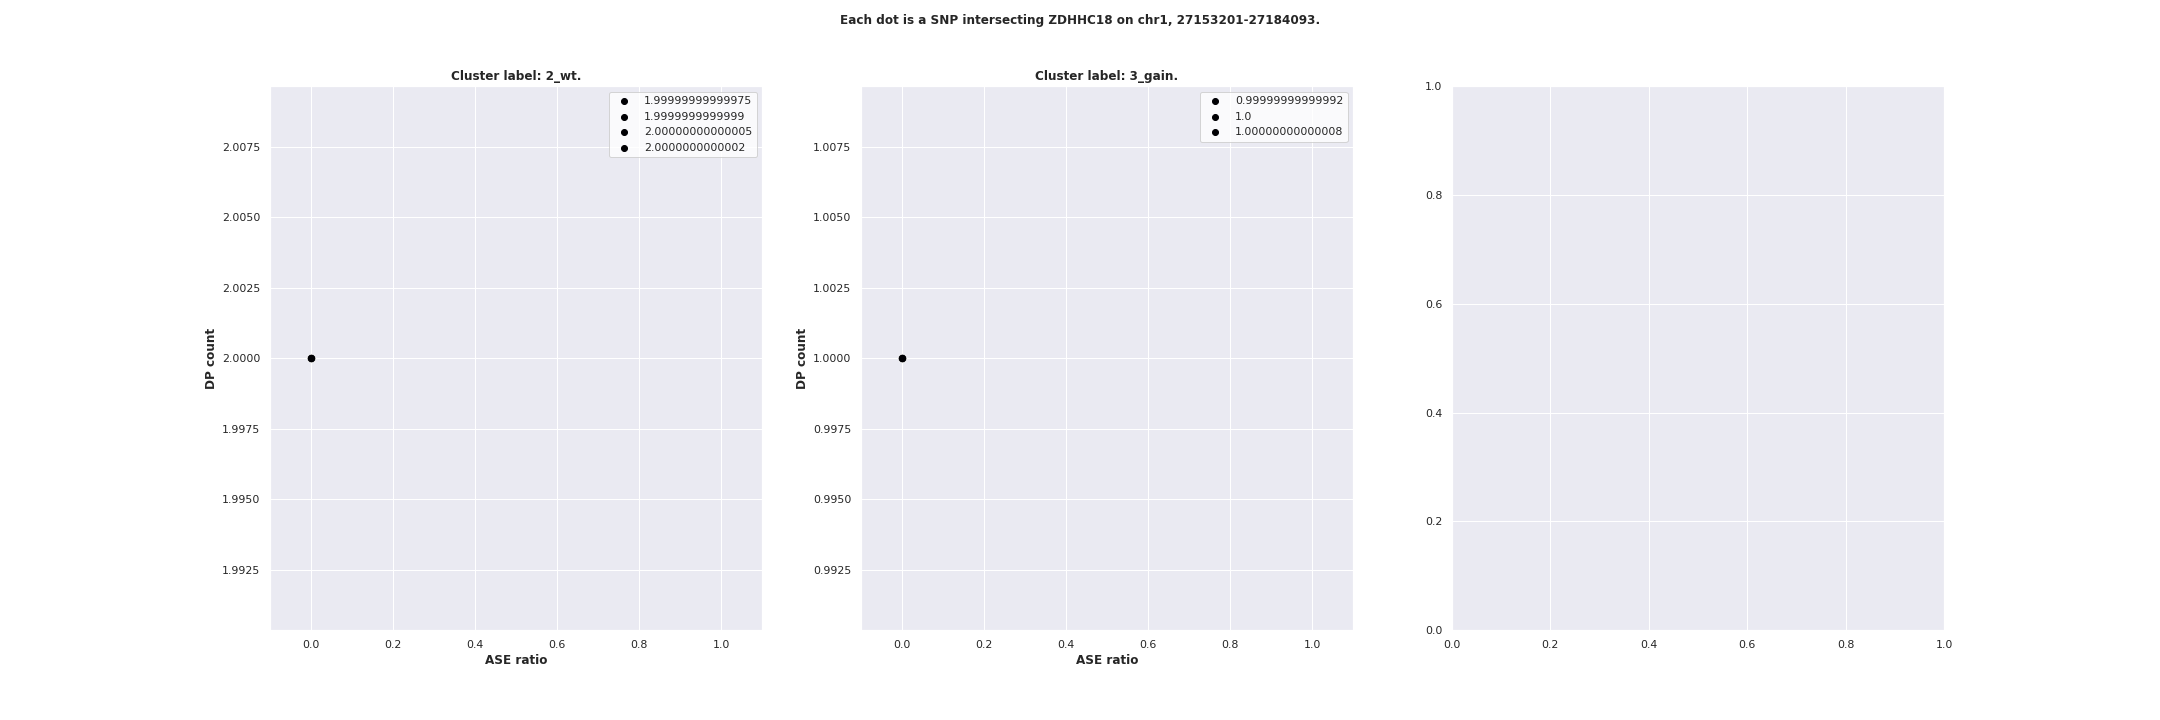 Each dot is a SNP intersecting ZDHHC18 on chr1, 27153201-27184093.
Cluster label: 2_wt.
1.99999999999975
1.9999999999999
2.00000000000005
2.0000000000002
2.0075
2.0050
2.0025
2.0000
1.9975
1.9950
1.9925
DP count
0.0 0.2 0.4 0.6 0.8 1.0
ASE ratio
Cluster label: 3_gain.
0.99999999999992
1.0
1.00000000000008
1.0075
1.0050
1.0025
1.0000
0.9975
0.9950
0.9925
DP count
0.0 0.2 0.4 0.6 0.8 1.0
ASE ratio
1.0
0.8
0.6
0.4
0.2
0.0
0.0 0.2 0.4 0.6 0.8 1.0